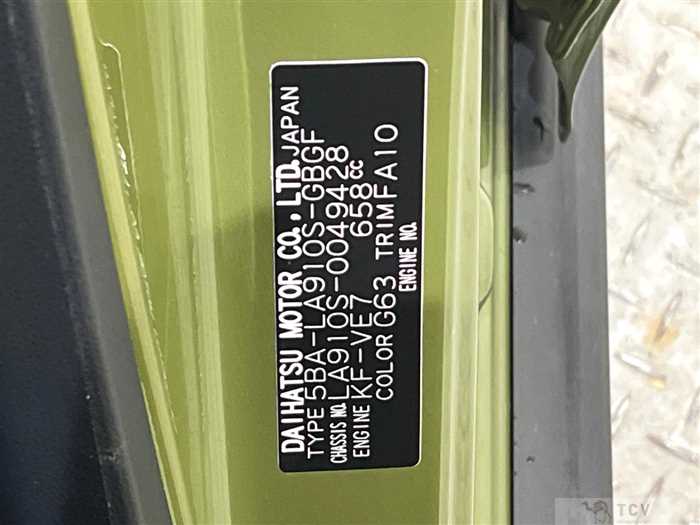 DAIHATSU MOTOR CO., LTD. JAPAN
TYPE 5BA-LA910S-GBGF
CHASSIS NO. LA910S-0049428
ENGINE KF-VE7 658CC
COLOR G63 TRIM FA10
ENGINE NO.
TCV